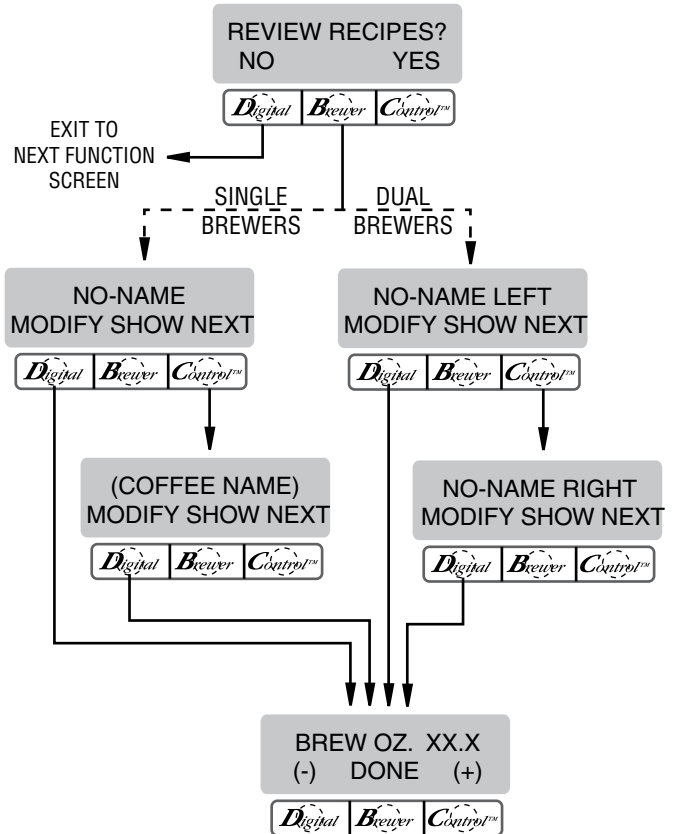 REVIEW RECIPES?
NO YES
Digital Brewer Control™
EXIT TO
NEXT FUNCTION
SCREEN
SINGLE
BREWERS
DUAL
BREWERS
NO-NAME
MODIFY SHOW NEXT
Digital Brewer Control™
NO-NAME LEFT
MODIFY SHOW NEXT
Digital Brewer Control™
(COFFEE NAME)
MODIFY SHOW NEXT
Digital Brewer Control™
NO-NAME RIGHT
MODIFY SHOW NEXT
Digital Brewer Control™
BREW OZ. XX.X
(-) DONE (+)
Digital Brewer Control™